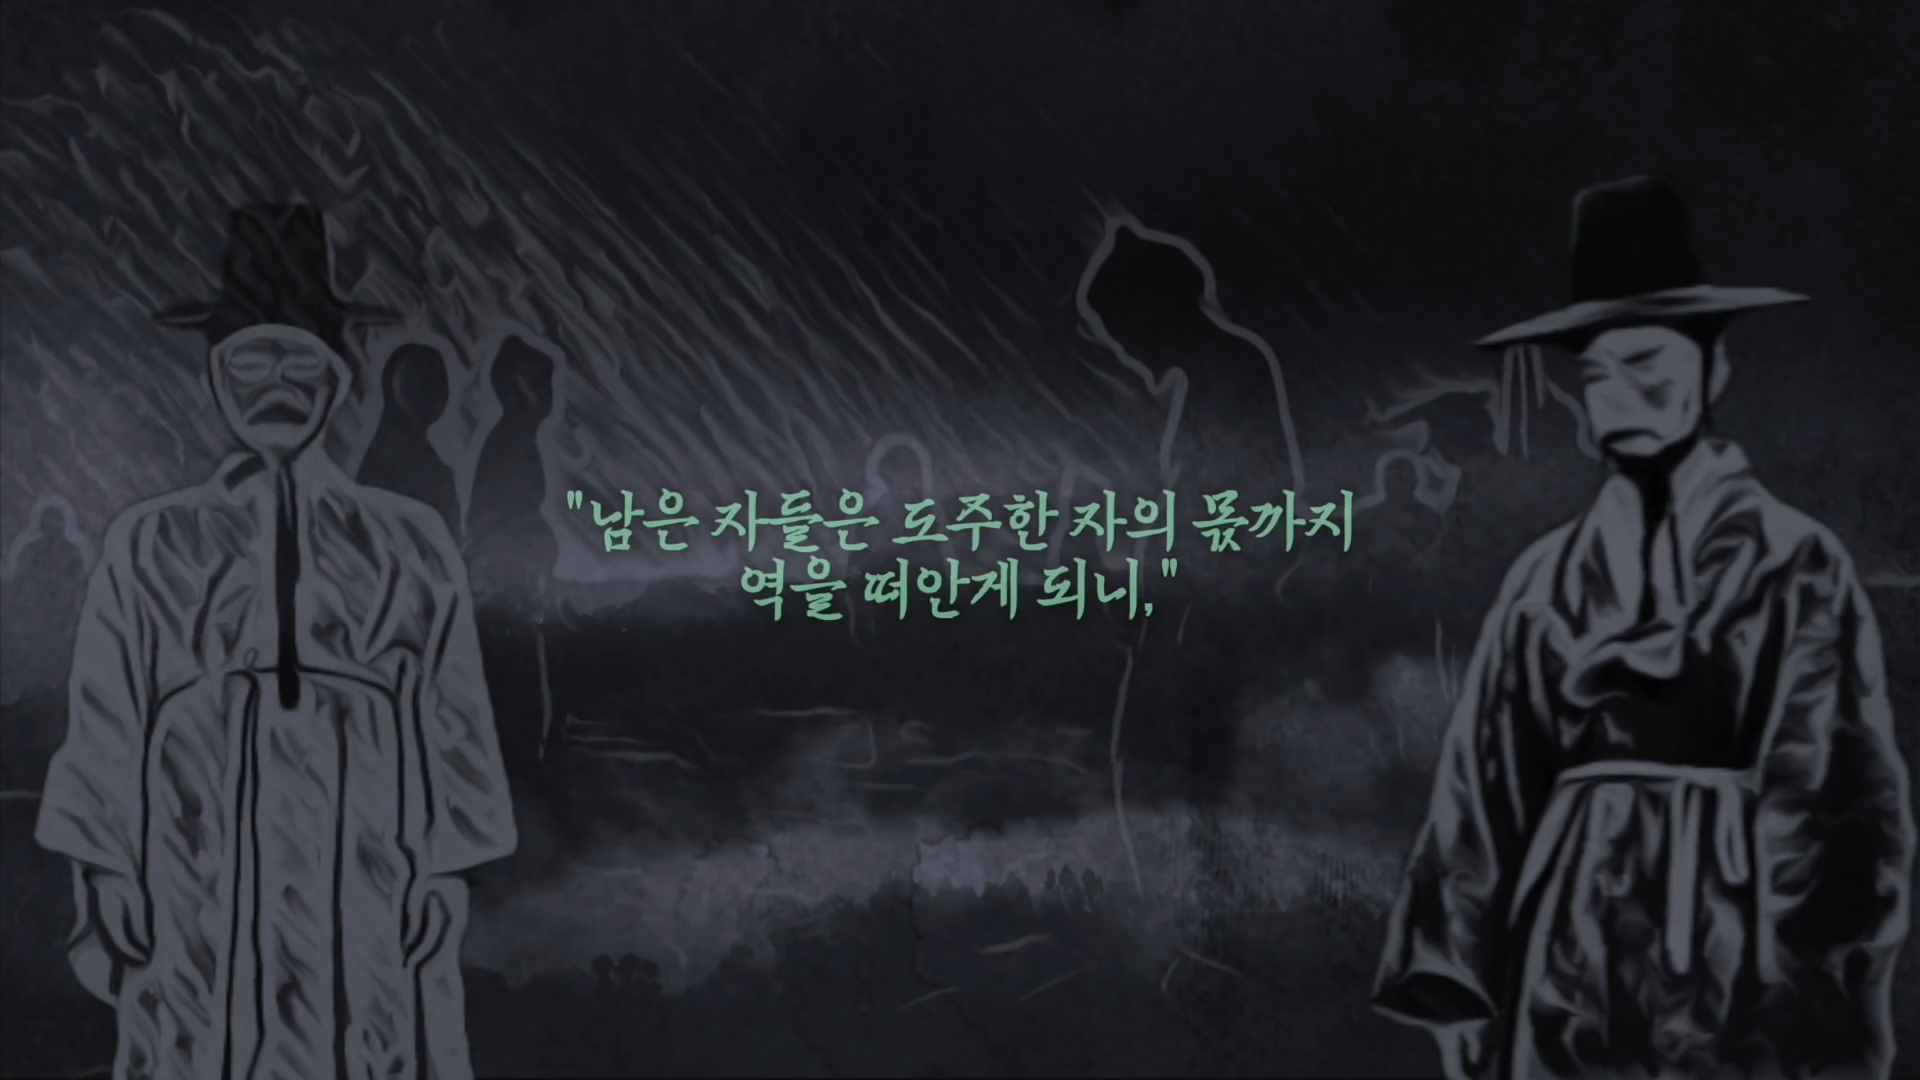 "남은 자들은 도주한 자의 몫까지
역을 떠안게 되니,"